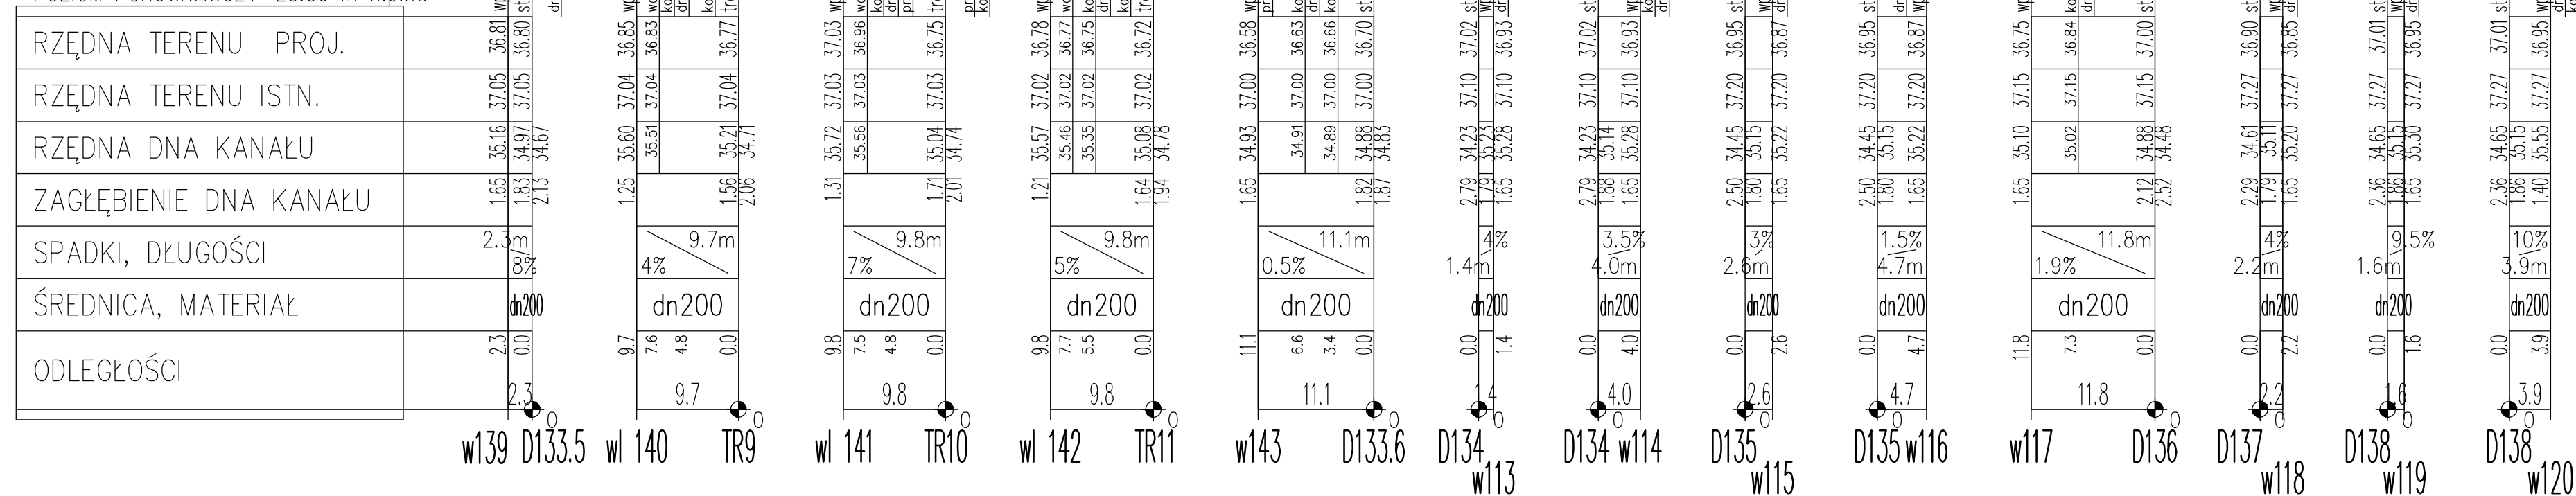 RZĘDNA TERENU PROJ.
36.81 36.80 36.85 36.83 36.77 37.03 36.96 36.75 36.78 36.77 36.75 36.72 36.58 36.63 36.66 36.70 37.02 36.93 37.02 36.93 36.95 36.87 36.95 36.87 36.75 36.84 37.00 36.90 36.85 37.01 36.95 37.01 36.95
RZĘDNA TERENU ISTN.
37.05 37.05 37.04 37.04 37.04 37.03 37.03 37.03 37.02 37.02 37.02 37.02 37.00 37.00 37.00 37.00 37.10 37.10 37.10 37.10 37.20 37.20 37.20 37.20 37.15 37.15 37.15 37.27 37.27 37.27 37.27 37.27 37.27
RZĘDNA DNA KANAŁU
35.16 34.97 34.67 35.60 35.51 35.21 34.71 35.72 35.56 35.04 34.74 35.57 35.46 35.35 35.08 34.78 34.93 34.91 34.89 34.88 34.83 34.23 35.23 35.28 34.23 35.14 35.28 34.45 35.15 35.22 34.45 35.15 35.22 35.10 35.02 34.88 34.48 34.61 35.11 35.20 34.65 35.15 35.30 34.65 35.15 35.55
ZAGŁĘBIENIE DNA KANAŁU
1.65 1.83 2.13 1.25 1.56 2.06 1.31 1.71 2.01 1.21 1.64 1.94 1.65 1.82 1.87 2.79 1.79 1.65 2.79 1.88 1.65 2.50 1.80 1.65 2.50 1.80 1.65 1.65 2.12 2.52 2.29 1.79 1.65 2.36 1.86 1.65 2.36 1.86 1.40
SPADKI, DŁUGOŚCI
2.3m 9.7m 9.8m 9.8m 11.1m 4% 3.5% 3% 1.5% 11.8m 4% 9.5% 10%
8% 4% 7% 5% 0.5% 1.4m 4.0m 2.6m 4.7m 1.9% 2.2m 1.6m 3.9m
ŚREDNICA, MATERIAŁ
dn200 dn200 dn200 dn200 dn200 dn200 dn200 dn200 dn200 dn200 dn200 dn200 dn200
ODLEGŁOŚCI
2.3 0.0 9.7 7.6 4.8 0.0 9.8 7.5 4.8 0.0 9.8 7.7 5.5 0.0 11.1 6.6 3.4 0.0 0.0 1.4 0.0 4.0 0.0 2.6 0.0 4.7 11.8 7.3 0.0 0.0 2.2 0.0 1.6 0.0 3.9
2.3 9.7 9.8 9.8 11.1 1.4 4.0 2.6 4.7 11.8 2.2 1.6 3.9
0 0 0 0 0 0 0 0 0 0 0 0 0
w139 D133.5 wl 140 TR9 wl 141 TR10 wl 142 TR11 w143 D133.6 D134 D134 w114 D135 D135 w116 w117 D136 D137 D138 D138
w113 w115 w118 w119 w120